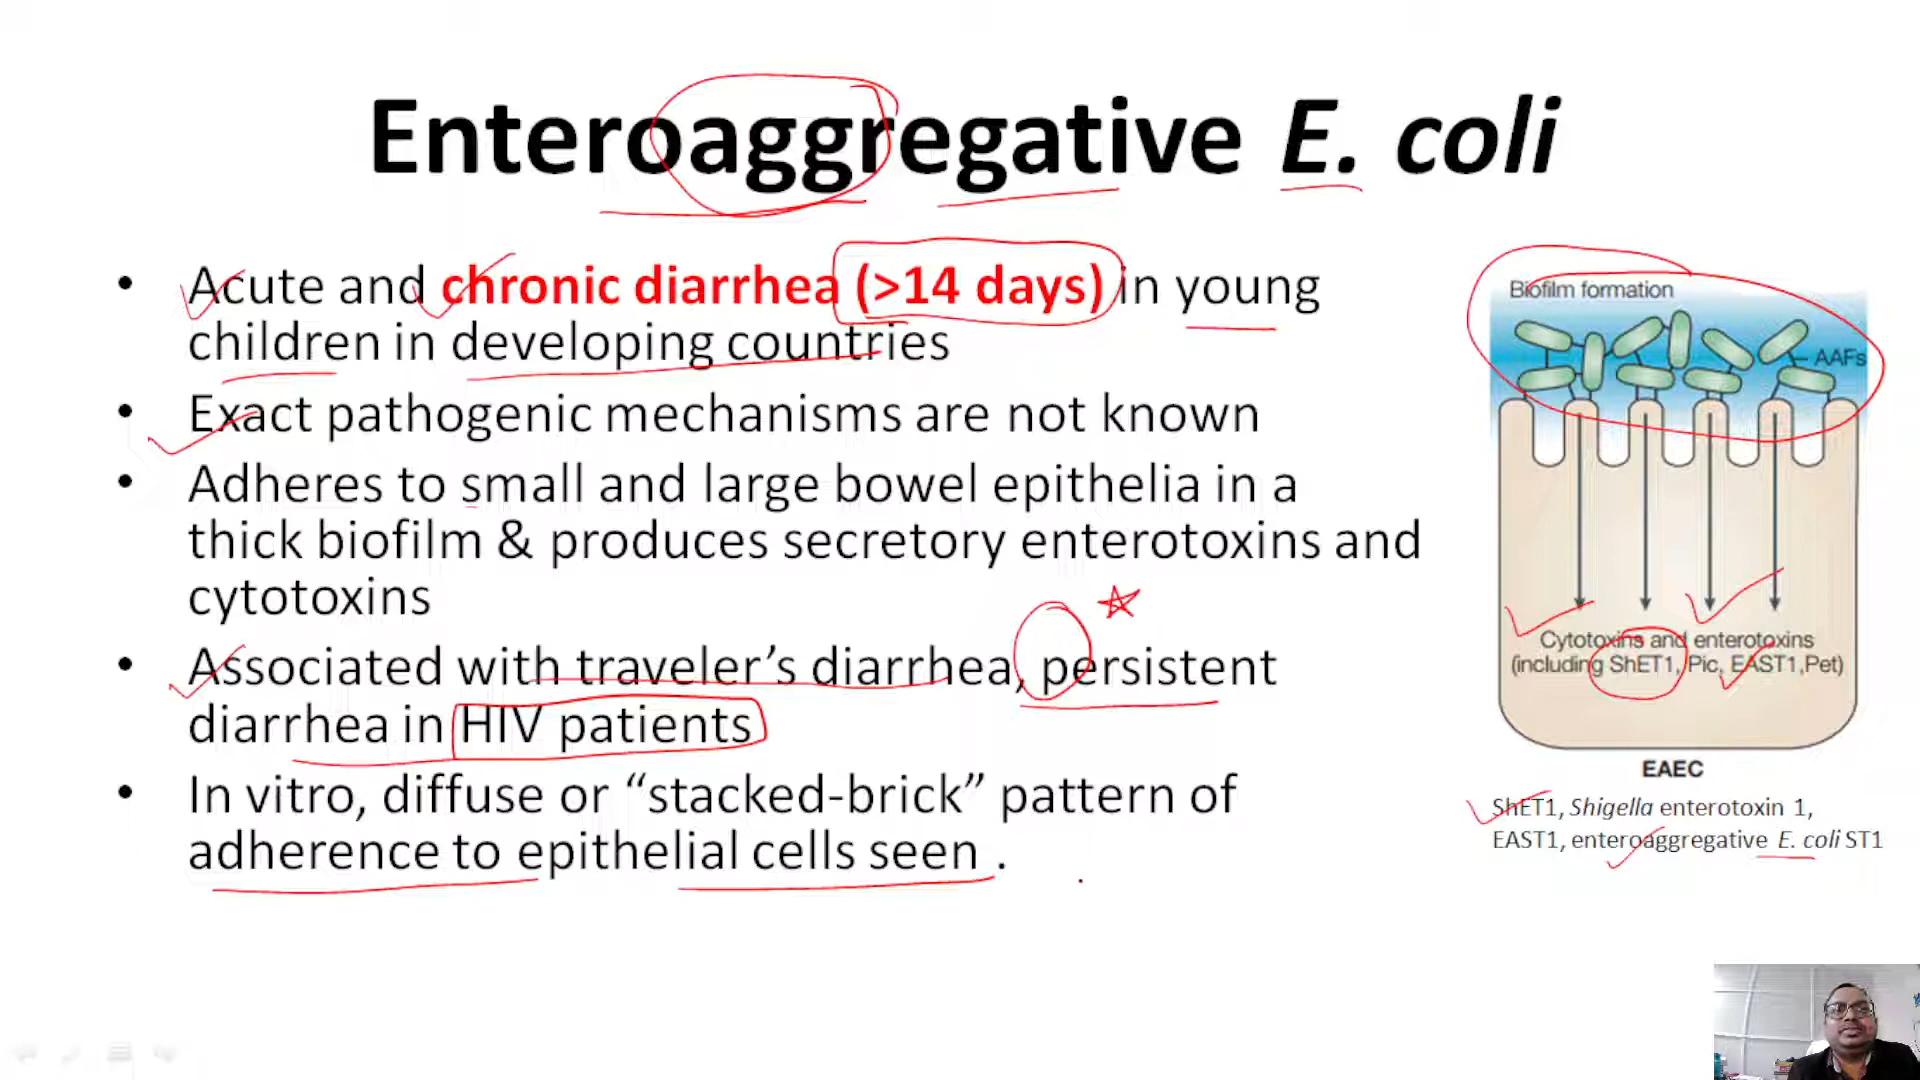 Enteroaggregative E. coli
• Acute and chronic diarrhea (>14 days) in young
children in developing countries
• Exact pathogenic mechanisms are not known
• Adheres to small and large bowel epithelia in a
thick biofilm & produces secretory enterotoxins and
cytotoxins
• Associated with traveler’s diarrhea, persistent
diarrhea in HIV patients
• In vitro, diffuse or “stacked-brick” pattern of
adherence to epithelial cells seen .
Biofilm formation
AAFs
Cytotoxins and enterotoxins
(including ShET1, Pic, EAST1,Pet)
EAEC
ShET1, Shigella enterotoxin 1,
EAST1, enteroaggregative E. coli ST1